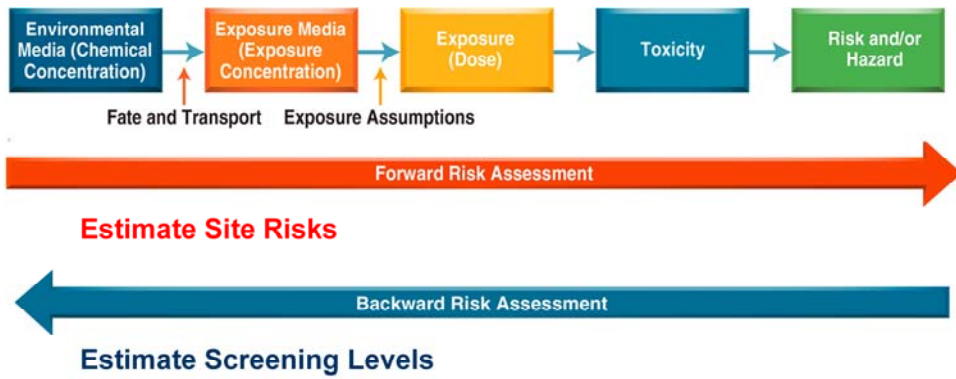 Environmental
Media (Chemical
Concentration)
Exposure Media
(Exposure
Concentration)
Exposure
(Dose)
Toxicity
Risk and/or
Hazard
Fate and Transport
Exposure Assumptions
Forward Risk Assessment
Estimate Site Risks
Backward Risk Assessment
Estimate Screening Levels